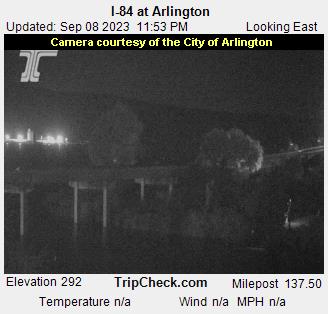 I-84 at Arlington
Updated: Sep 08 2023 11:53 PM Looking East
Camera courtesy of the City of Arlington
Elevation 292 TripCheck.com Milepost 137.50
Temperature n/a Wind n/a MPH n/a